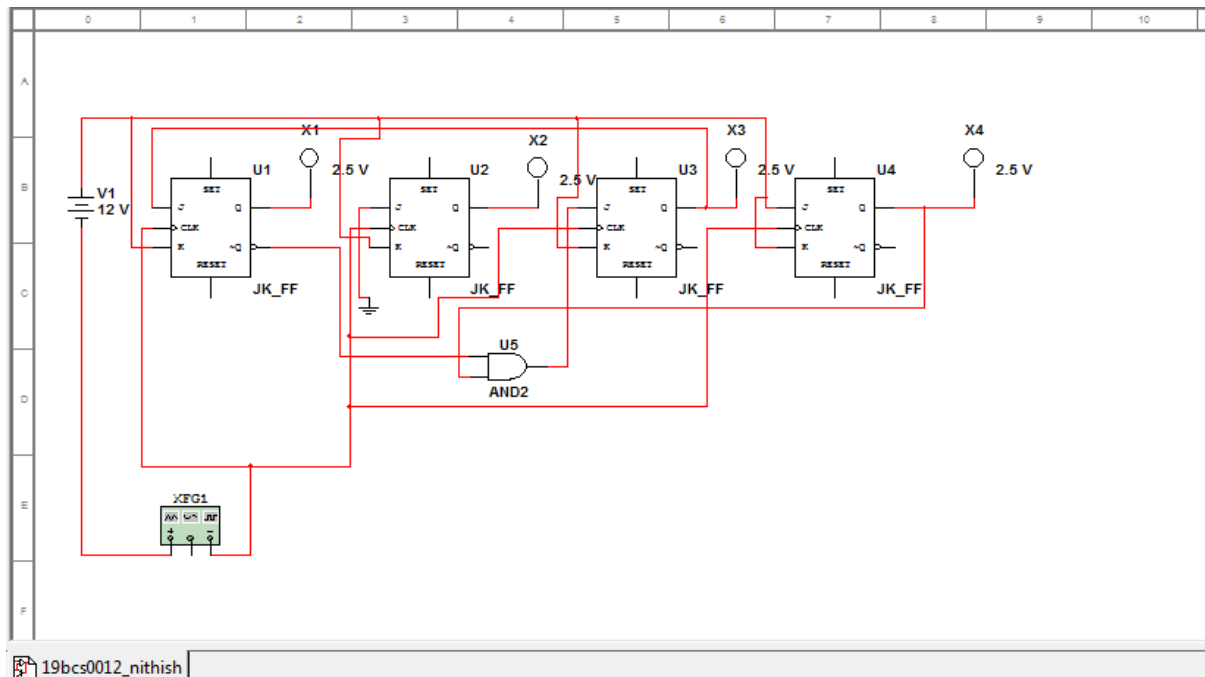 0 1 2 3 4 5 6 7 8 9 10
A
B
C
D
E
F
X1
X2
X3
X4
2.5 V
2.5 V
2.5 V
2.5 V
V1
12 V
U1
SET
J Q
CLK
K ~Q
RESET
JK_FF
U2
SET
J Q
CLK
K ~Q
RESET
JK_FF
U3
SET
J Q
CLK
K ~Q
RESET
JK_FF
U4
SET
J Q
CLK
K ~Q
RESET
JK_FF
U5
AND2
XFG1
+ −
19bcs0012_nithish